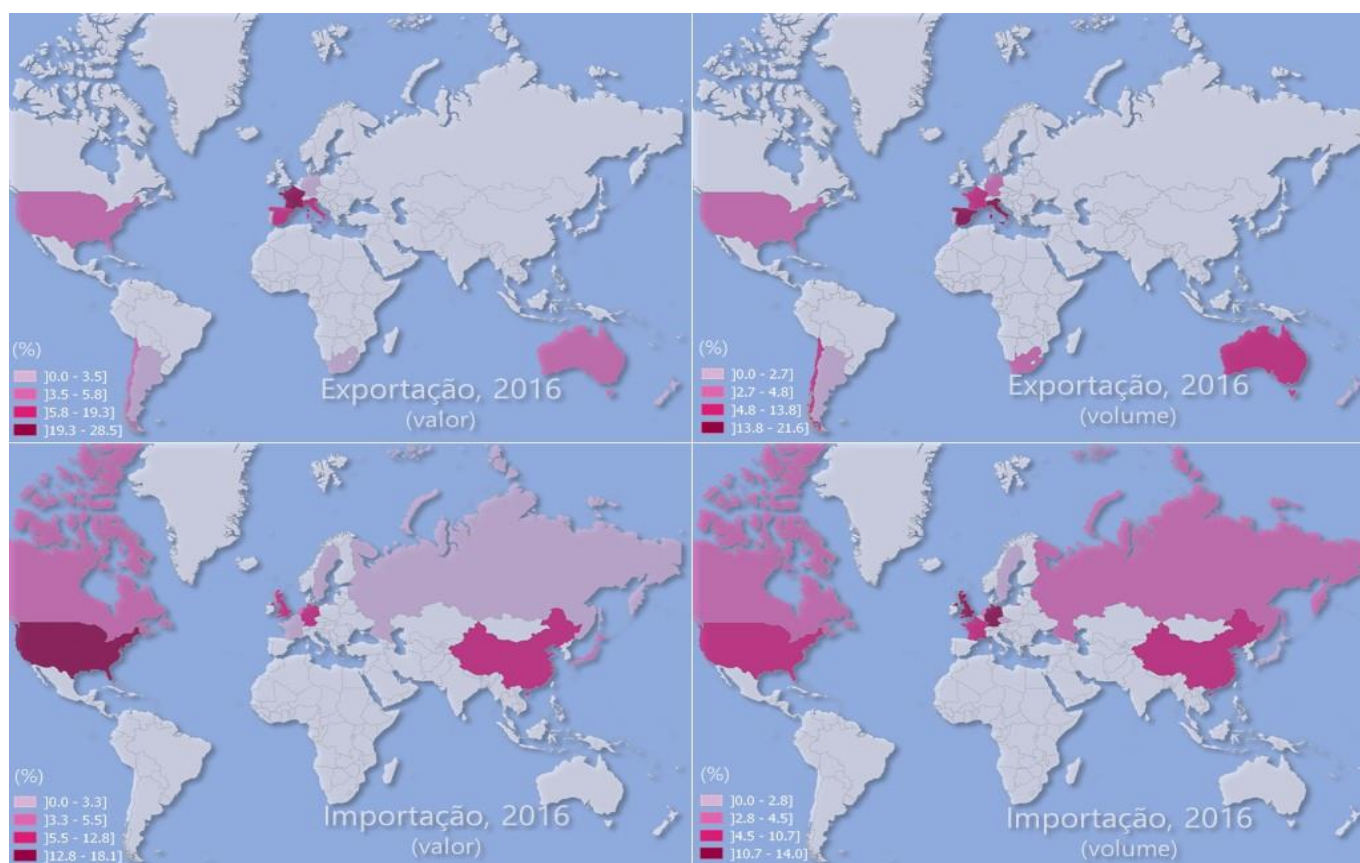 (%)
]0.0 - 3.5]
]3.5 - 5.8]
]5.8 - 19.3]
]19.3 - 28.5]
Exportação, 2016
(valor)
(%)
]0.0 - 2.7]
]2.7 - 4.8]
]4.8 - 13.8]
]13.8 - 21.6]
Exportação, 2016
(volume)
(%)
]0.0 - 3.3]
]3.3 - 5.5]
]5.5 - 12.8]
]12.8 - 18.1]
Importação, 2016
(valor)
(%)
]0.0 - 2.8]
]2.8 - 4.5]
]4.5 - 10.7]
]10.7 - 14.0]
Importação, 2016
(volume)